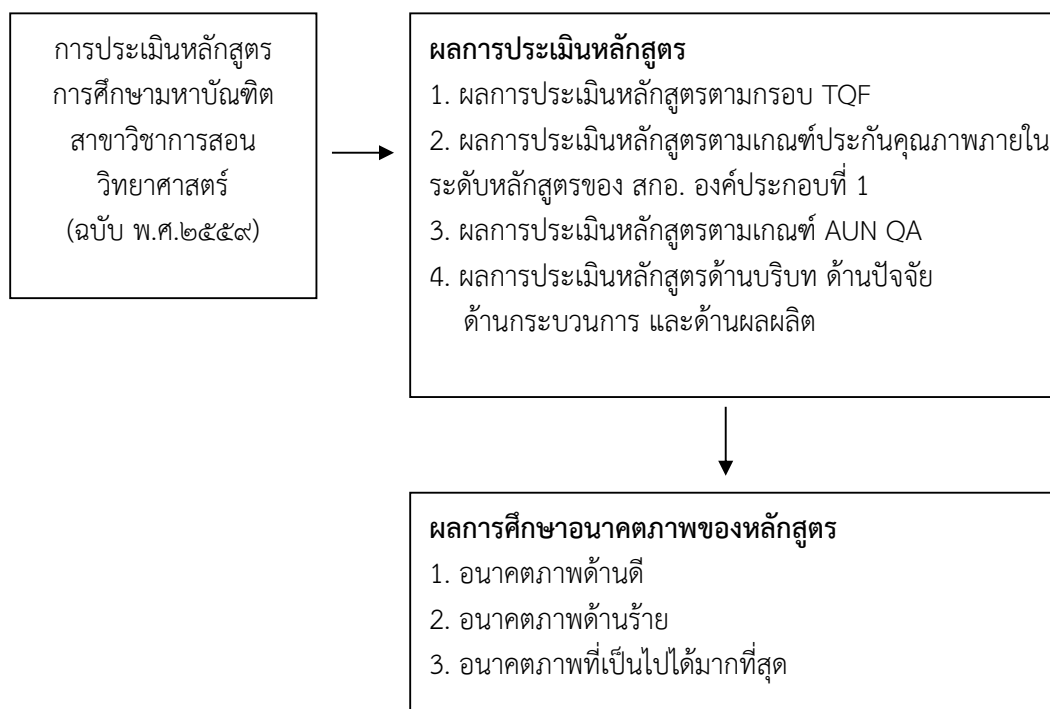 การประเมินหลักสูตร
การศึกษามหาบัณฑิต
สาขาวิชาการสอน
วิทยาศาสตร์
(ฉบับ พ.ศ.๒๕๕๙)
ผลการประเมินหลักสูตร
1. ผลการประเมินหลักสูตรตามกรอบ TQF
2. ผลการประเมินหลักสูตรตามเกณฑ์ประกันคุณภาพภายใน
ระดับหลักสูตรของ สกอ. องค์ประกอบที่ 1
3. ผลการประเมินหลักสูตรตามเกณฑ์ AUN QA
4. ผลการประเมินหลักสูตรด้านบริบท ด้านปัจจัย
ด้านกระบวนการ และด้านผลผลิต
ผลการศึกษาอนาคตภาพของหลักสูตร
1. อนาคตภาพด้านดี
2. อนาคตภาพด้านร้าย
3. อนาคตภาพที่เป็นไปได้มากที่สุด